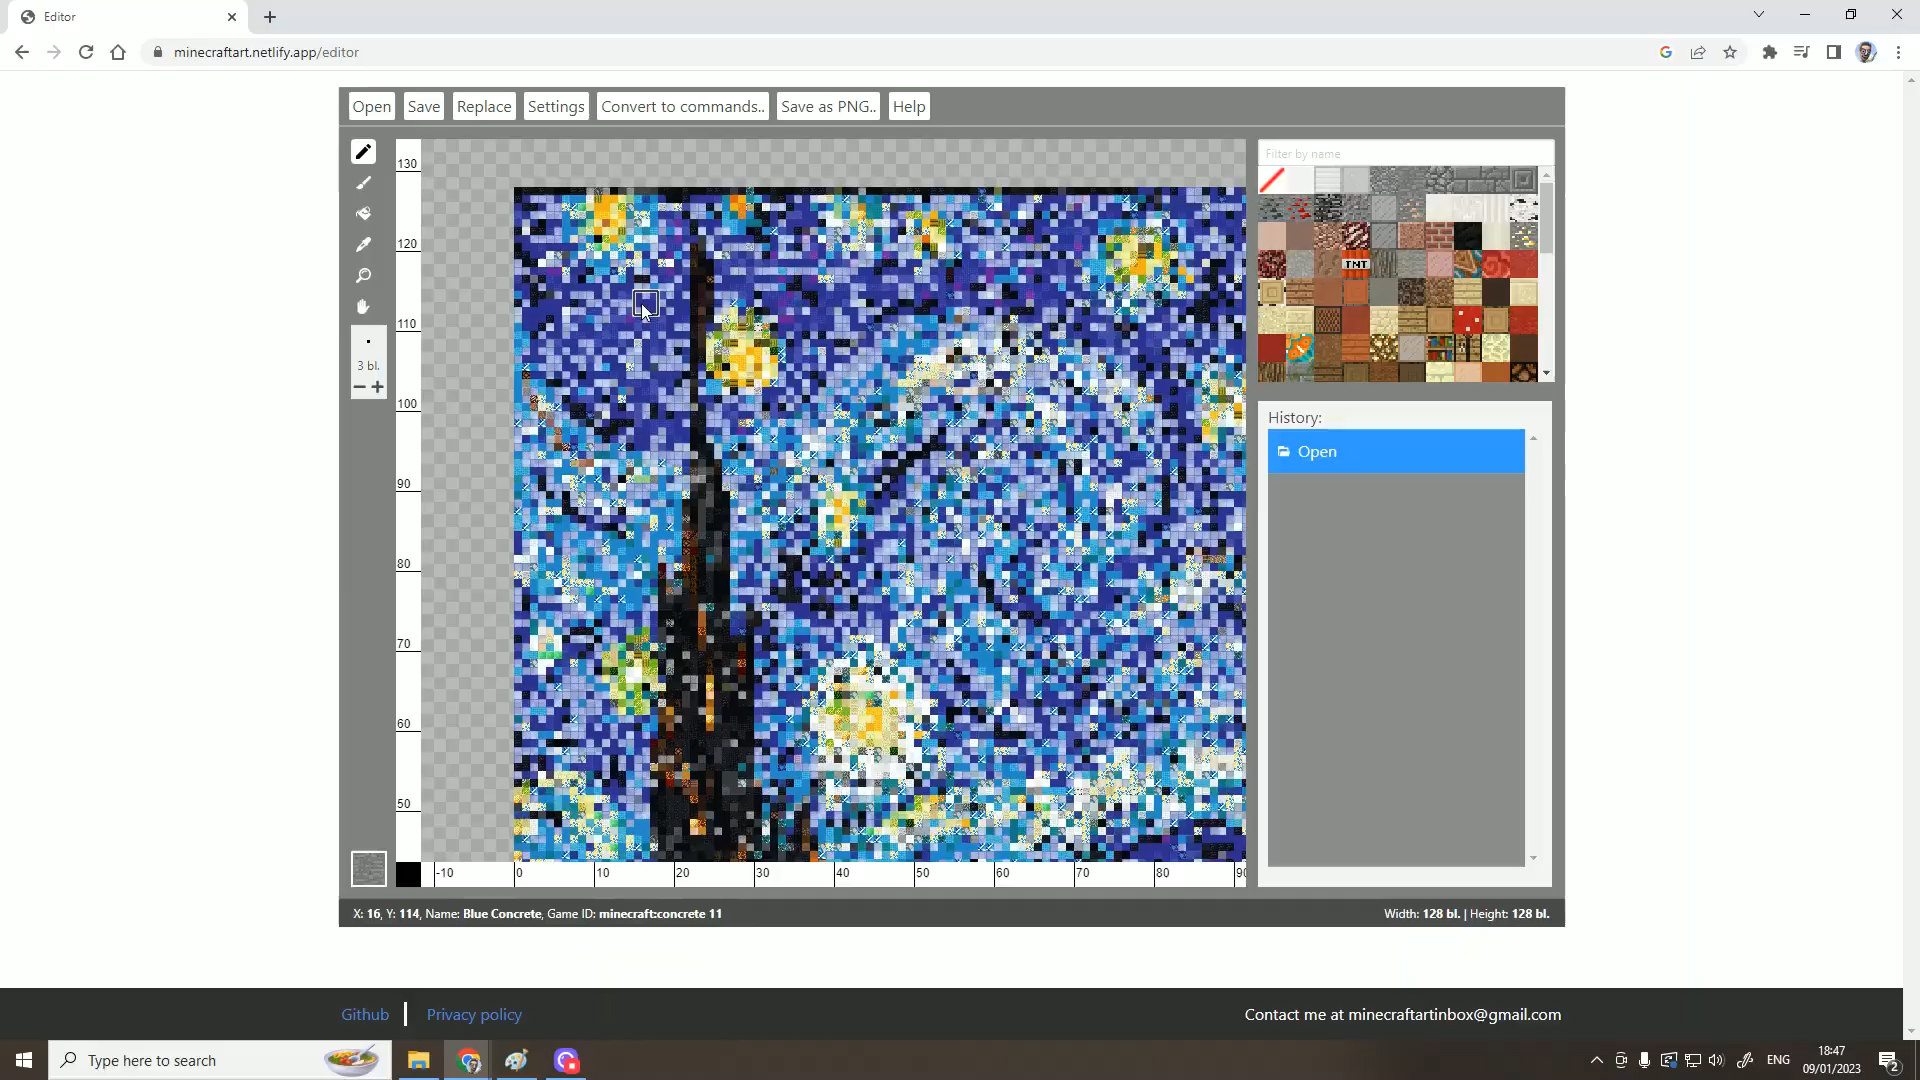 Editor
minecraftart.netlify.app/editor
Open Save Replace Settings Convert to commands.. Save as PNG.. Help
130
120
110
100
90
80
70
60
50
3 bl.
-10 0 10 20 30 40 50 60 70 80 90
Filter by name
TNT
History:
Open
X: 16, Y: 114, Name: Blue Concrete, Game ID: minecraft:concrete 11
Width: 128 bl. | Height: 128 bl.
Github Privacy policy
Contact me at minecraftartinbox@gmail.com
Type here to search
ENG
18:47
09/01/2023
2